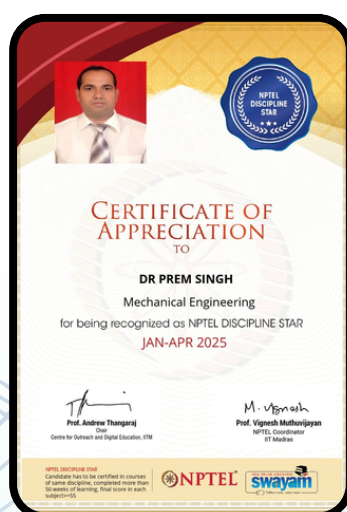 NPTEL
DISCIPLINE
STAR
CERTIFICATE OF
APPRECIATION
TO
DR PREM SINGH
Mechanical Engineering
for being recognized as NPTEL DISCIPLINE STAR
JAN-APR 2025
M. Vignesh
Prof. Andrew Thangaraj
Chair
Centre for Outreach and Digital Education, IITM
Prof. Vignesh Muthuvijayan
NPTEL Coordinator
IIT Madras
NPTEL DISCIPLINE STAR
Candidate has to be certified in courses
of same discipline, completed more than
50 weeks of learning, final score in each
subject>=55
NPTEL
swayam